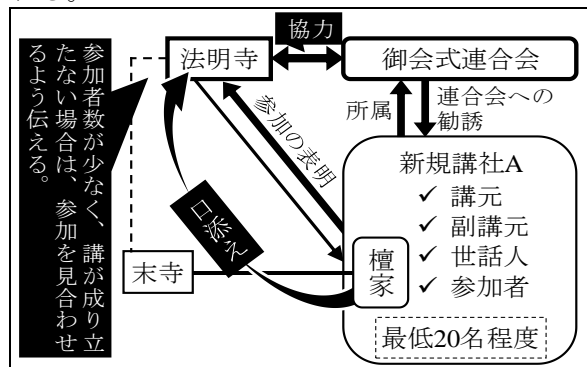 参加者数が少なく、講が成り立
たない場合は、参加を見合わせ
るよう伝える。
法明寺
協力
御会式連合会
所属
連合会への
勧誘
参加の表明
口添え
新規講社A
✓ 講元
✓ 副講元
✓ 世話人
✓ 参加者
檀家
末寺
最低20名程度